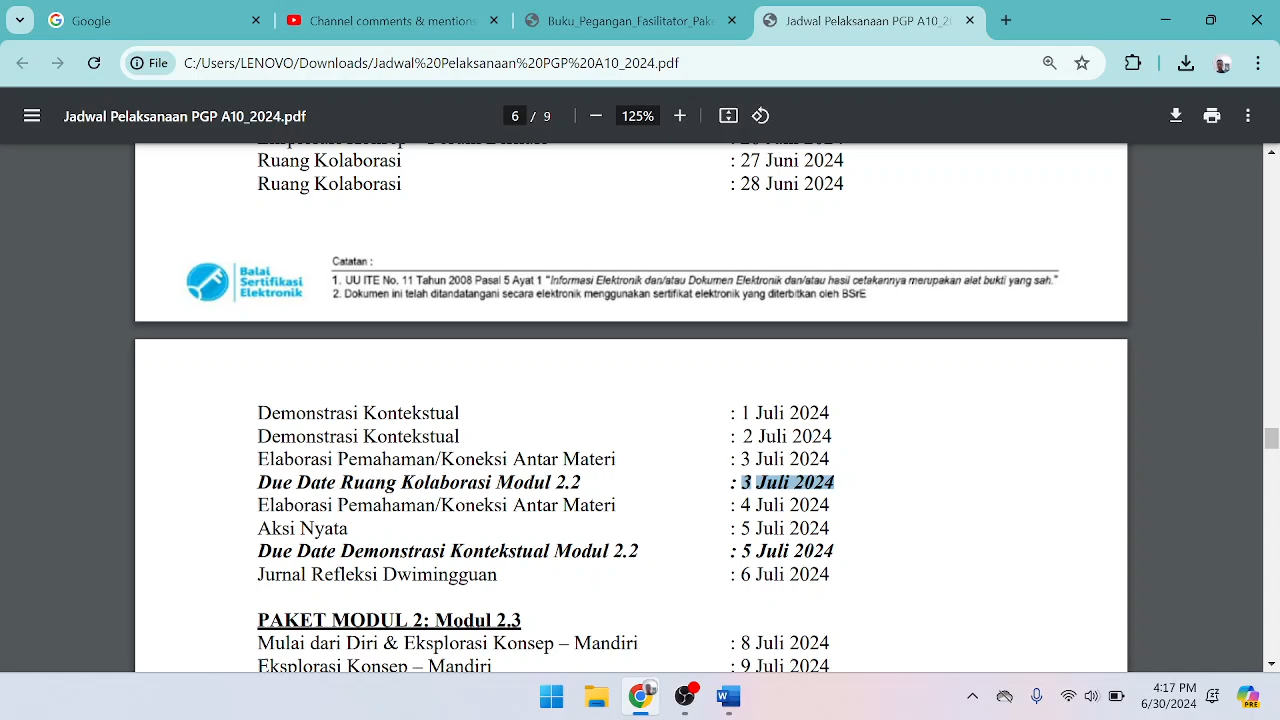 Google
Channel comments & mentions
Buku_Pegangan_Fasilitator_Pake
Jadwal Pelaksanaan PGP A10_20
File
C:/Users/LENOVO/Downloads/Jadwal%20Pelaksanaan%20PGP%20A10_2024.pdf
Jadwal Pelaksanaan PGP A10_2024.pdf
6 / 9
125%
Ruang Kolaborasi : 27 Juni 2024
Ruang Kolaborasi : 28 Juni 2024
Balai
Sertifikasi
Elektronik
Catatan :
1. UU ITE No. 11 Tahun 2008 Pasal 5 Ayat 1 "Informasi Elektronik dan/atau Dokumen Elektronik dan/atau hasil cetakannya merupakan alat bukti yang sah."
2. Dokumen ini telah ditandatangani secara elektronik menggunakan sertifikat elektronik yang diterbitkan oleh BSrE
Demonstrasi Kontekstual : 1 Juli 2024
Demonstrasi Kontekstual : 2 Juli 2024
Elaborasi Pemahaman/Koneksi Antar Materi : 3 Juli 2024
Due Date Ruang Kolaborasi Modul 2.2 : 3 Juli 2024
Elaborasi Pemahaman/Koneksi Antar Materi : 4 Juli 2024
Aksi Nyata : 5 Juli 2024
Due Date Demonstrasi Kontekstual Modul 2.2 : 5 Juli 2024
Jurnal Refleksi Dwimingguan : 6 Juli 2024
PAKET MODUL 2: Modul 2.3
Mulai dari Diri & Eksplorasi Konsep – Mandiri : 8 Juli 2024
Eksplorasi Konsep – Mandiri : 9 Juli 2024
4:17 PM
6/30/2024
PRE